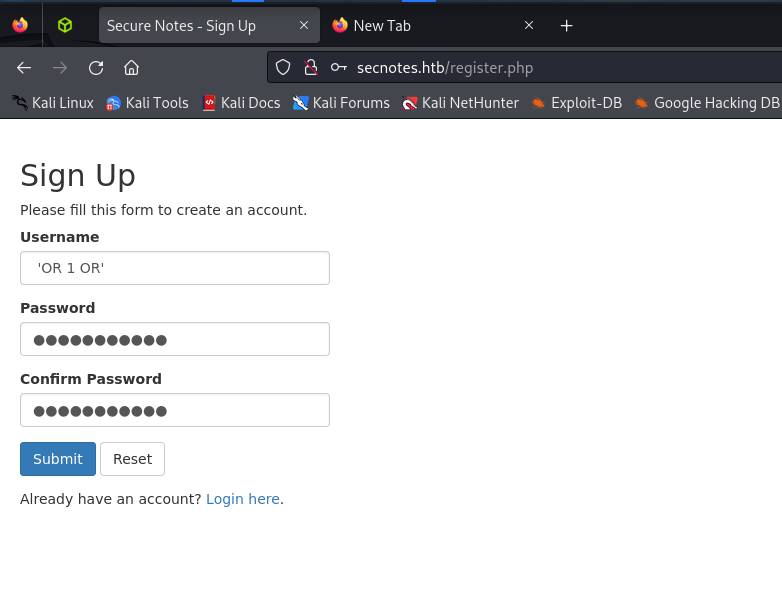 Secure Notes - Sign Up
New Tab
secnotes.htb/register.php
Kali Linux Kali Tools Kali Docs Kali Forums Kali NetHunter Exploit-DB Google Hacking DB
Sign Up
Please fill this form to create an account.
Username
'OR 1 OR'
Password
●●●●●●●●●●●
Confirm Password
●●●●●●●●●●●
Submit Reset
Already have an account? Login here.